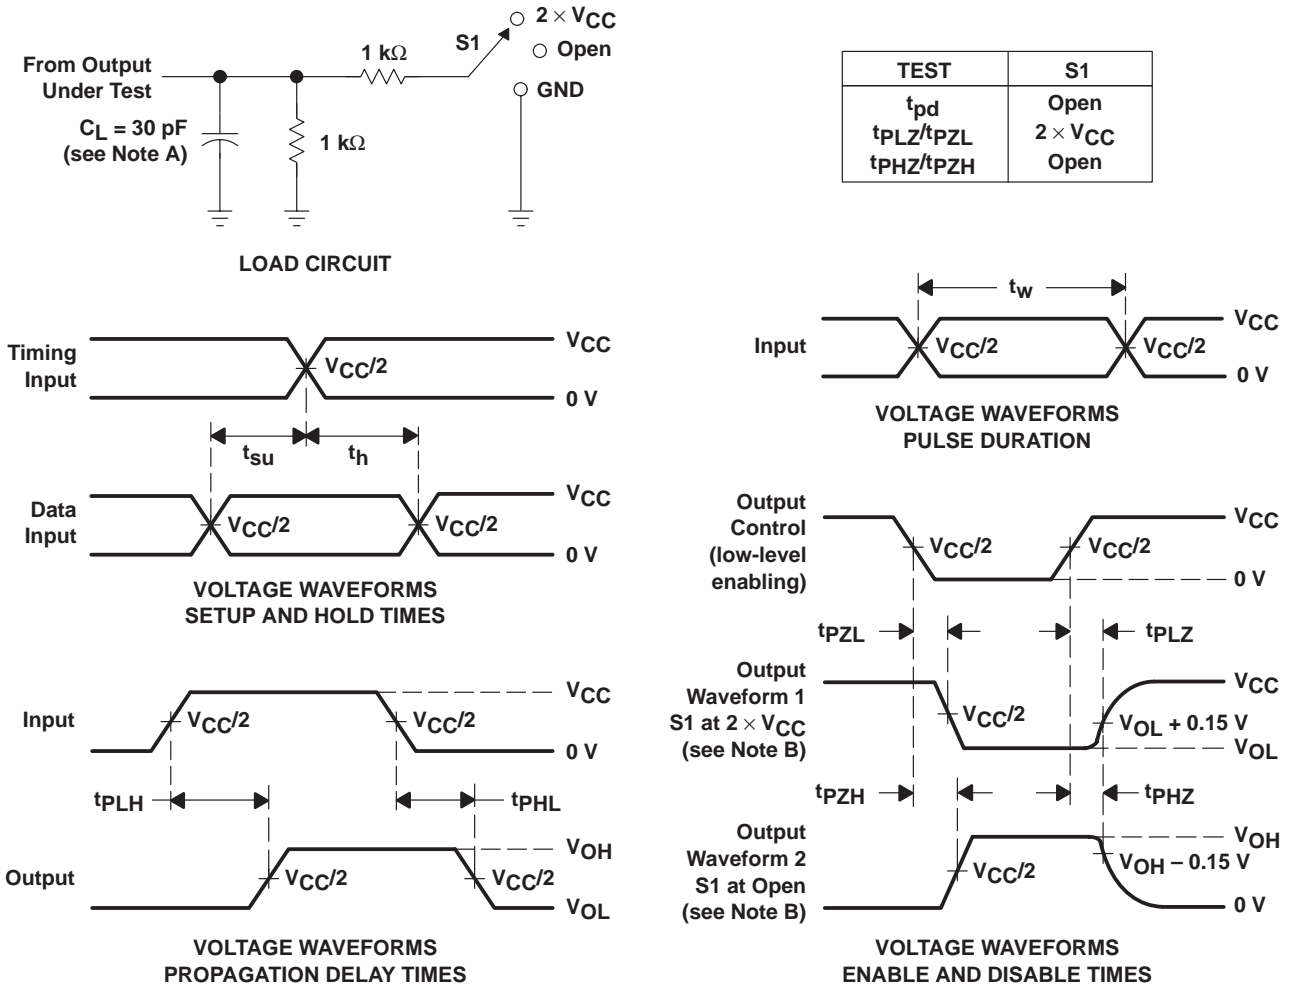 2 × VCC
Open
GND
S1
1 kΩ
From Output
Under Test
CL = 30 pF
(see Note A)
1 kΩ
LOAD CIRCUIT
TEST S1
tpd Open
tPLZ/tPZL 2 × VCC
tPHZ/tPZH Open
Timing
Input
VCC/2
VCC
0 V
tsu
th
Data
Input
VCC/2
VCC/2
VCC
0 V
VOLTAGE WAVEFORMS
SETUP AND HOLD TIMES
tw
Input
VCC/2
VCC/2
VCC
0 V
VOLTAGE WAVEFORMS
PULSE DURATION
Input
VCC/2
VCC/2
VCC
0 V
tPLH
tPHL
Output
VCC/2
VCC/2
VOH
VOL
VOLTAGE WAVEFORMS
PROPAGATION DELAY TIMES
Output
Control
(low-level
enabling)
VCC/2
VCC/2
VCC
0 V
tPZL
tPLZ
Output
Waveform 1
S1 at 2 × VCC
(see Note B)
VCC/2
VCC
VOL + 0.15 V
VOL
tPZH
tPHZ
Output
Waveform 2
S1 at Open
(see Note B)
VCC/2
VOH
VOH – 0.15 V
0 V
VOLTAGE WAVEFORMS
ENABLE AND DISABLE TIMES